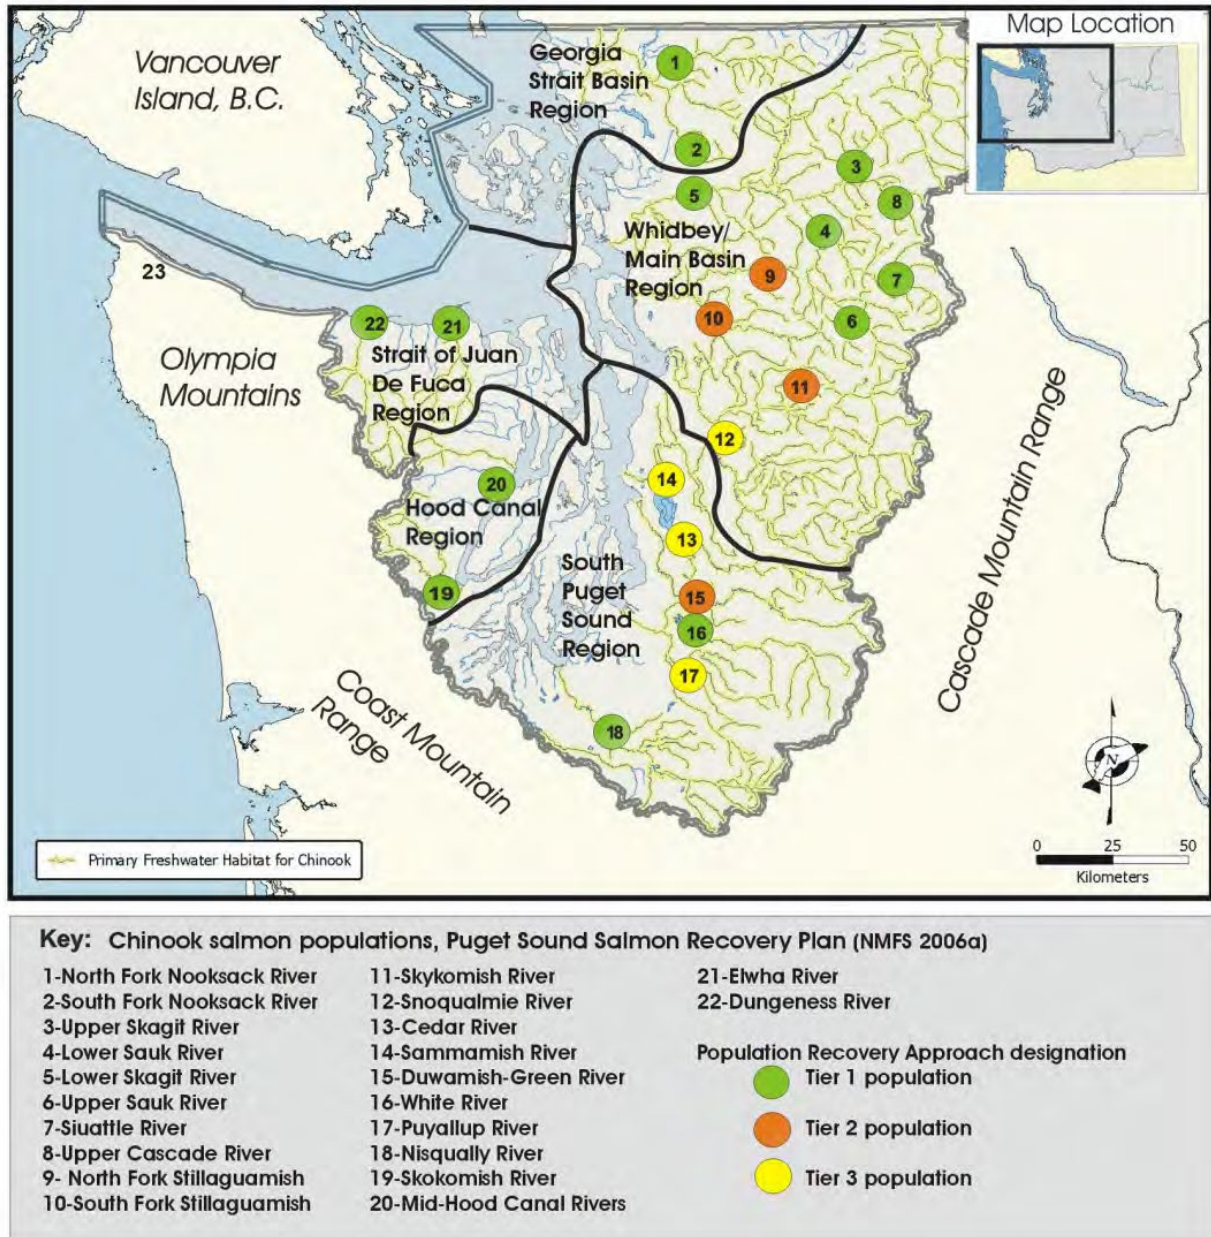 Map Location
Vancouver
Island, B.C.
Georgia
Strait Basin
Region
1
2
3
5
8
4
Whidbey/
Main Basin
Region
9
7
23
10
6
22
21
Olympia
Mountains
Strait of Juan
De Fuca
Region
11
12
14
20
Hood Canal
Region
13
South
Puget
Sound
Region
19
15
16
17
18
Cascade Mountain Range
Coast Mountain
Range
N
0 25 50
Kilometers
Primary Freshwater Habitat for Chinook
Key: Chinook salmon populations, Puget Sound Salmon Recovery Plan (NMFS 2006a)
1-North Fork Nooksack River
2-South Fork Nooksack River
3-Upper Skagit River
4-Lower Sauk River
5-Lower Skagit River
6-Upper Sauk River
7-Siuattle River
8-Upper Cascade River
9- North Fork Stillaguamish
10-South Fork Stillaguamish
11-Skykomish River
12-Snoqualmie River
13-Cedar River
14-Sammamish River
15-Duwamish-Green River
16-White River
17-Puyallup River
18-Nisqually River
19-Skokomish River
20-Mid-Hood Canal Rivers
21-Elwha River
22-Dungeness River
Population Recovery Approach designation
Tier 1 population
Tier 2 population
Tier 3 population